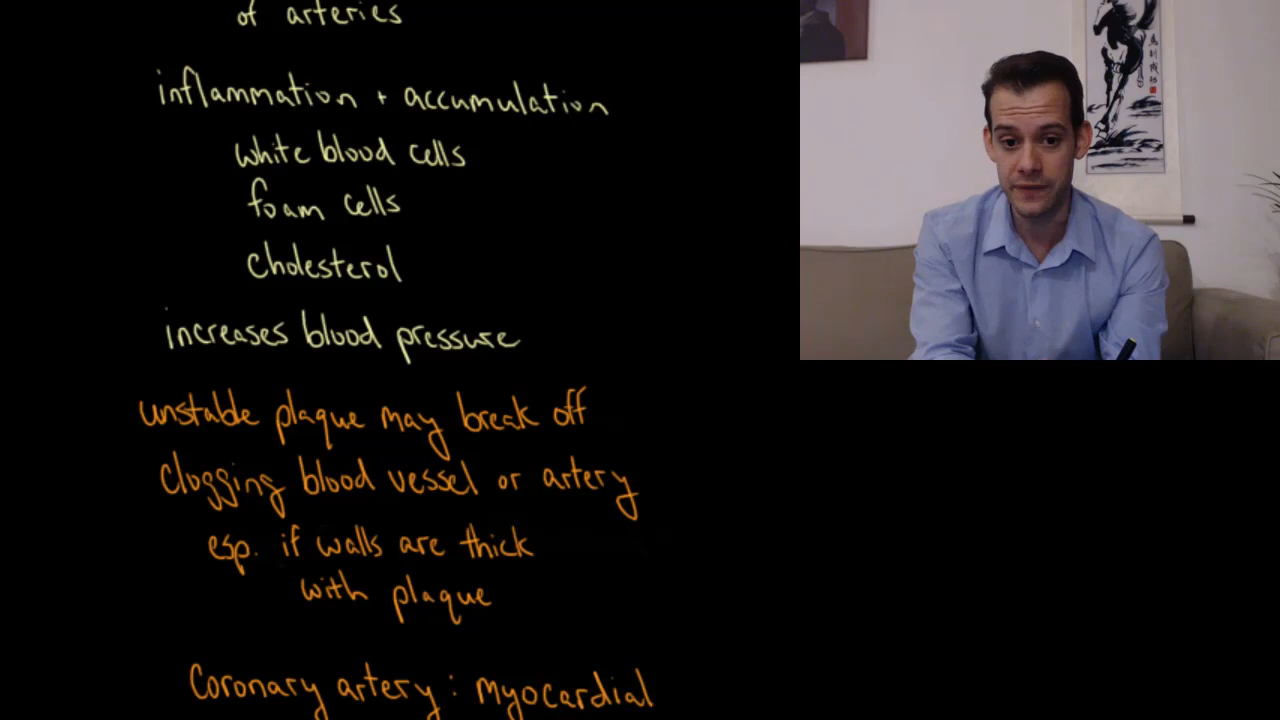 of arteries
inflammation + accumulation
white blood cells
foam cells
cholesterol
increases blood pressure
unstable plaque may break off
clogging blood vessel or artery
esp. if walls are thick
with plaque
Coronary artery : myocardial